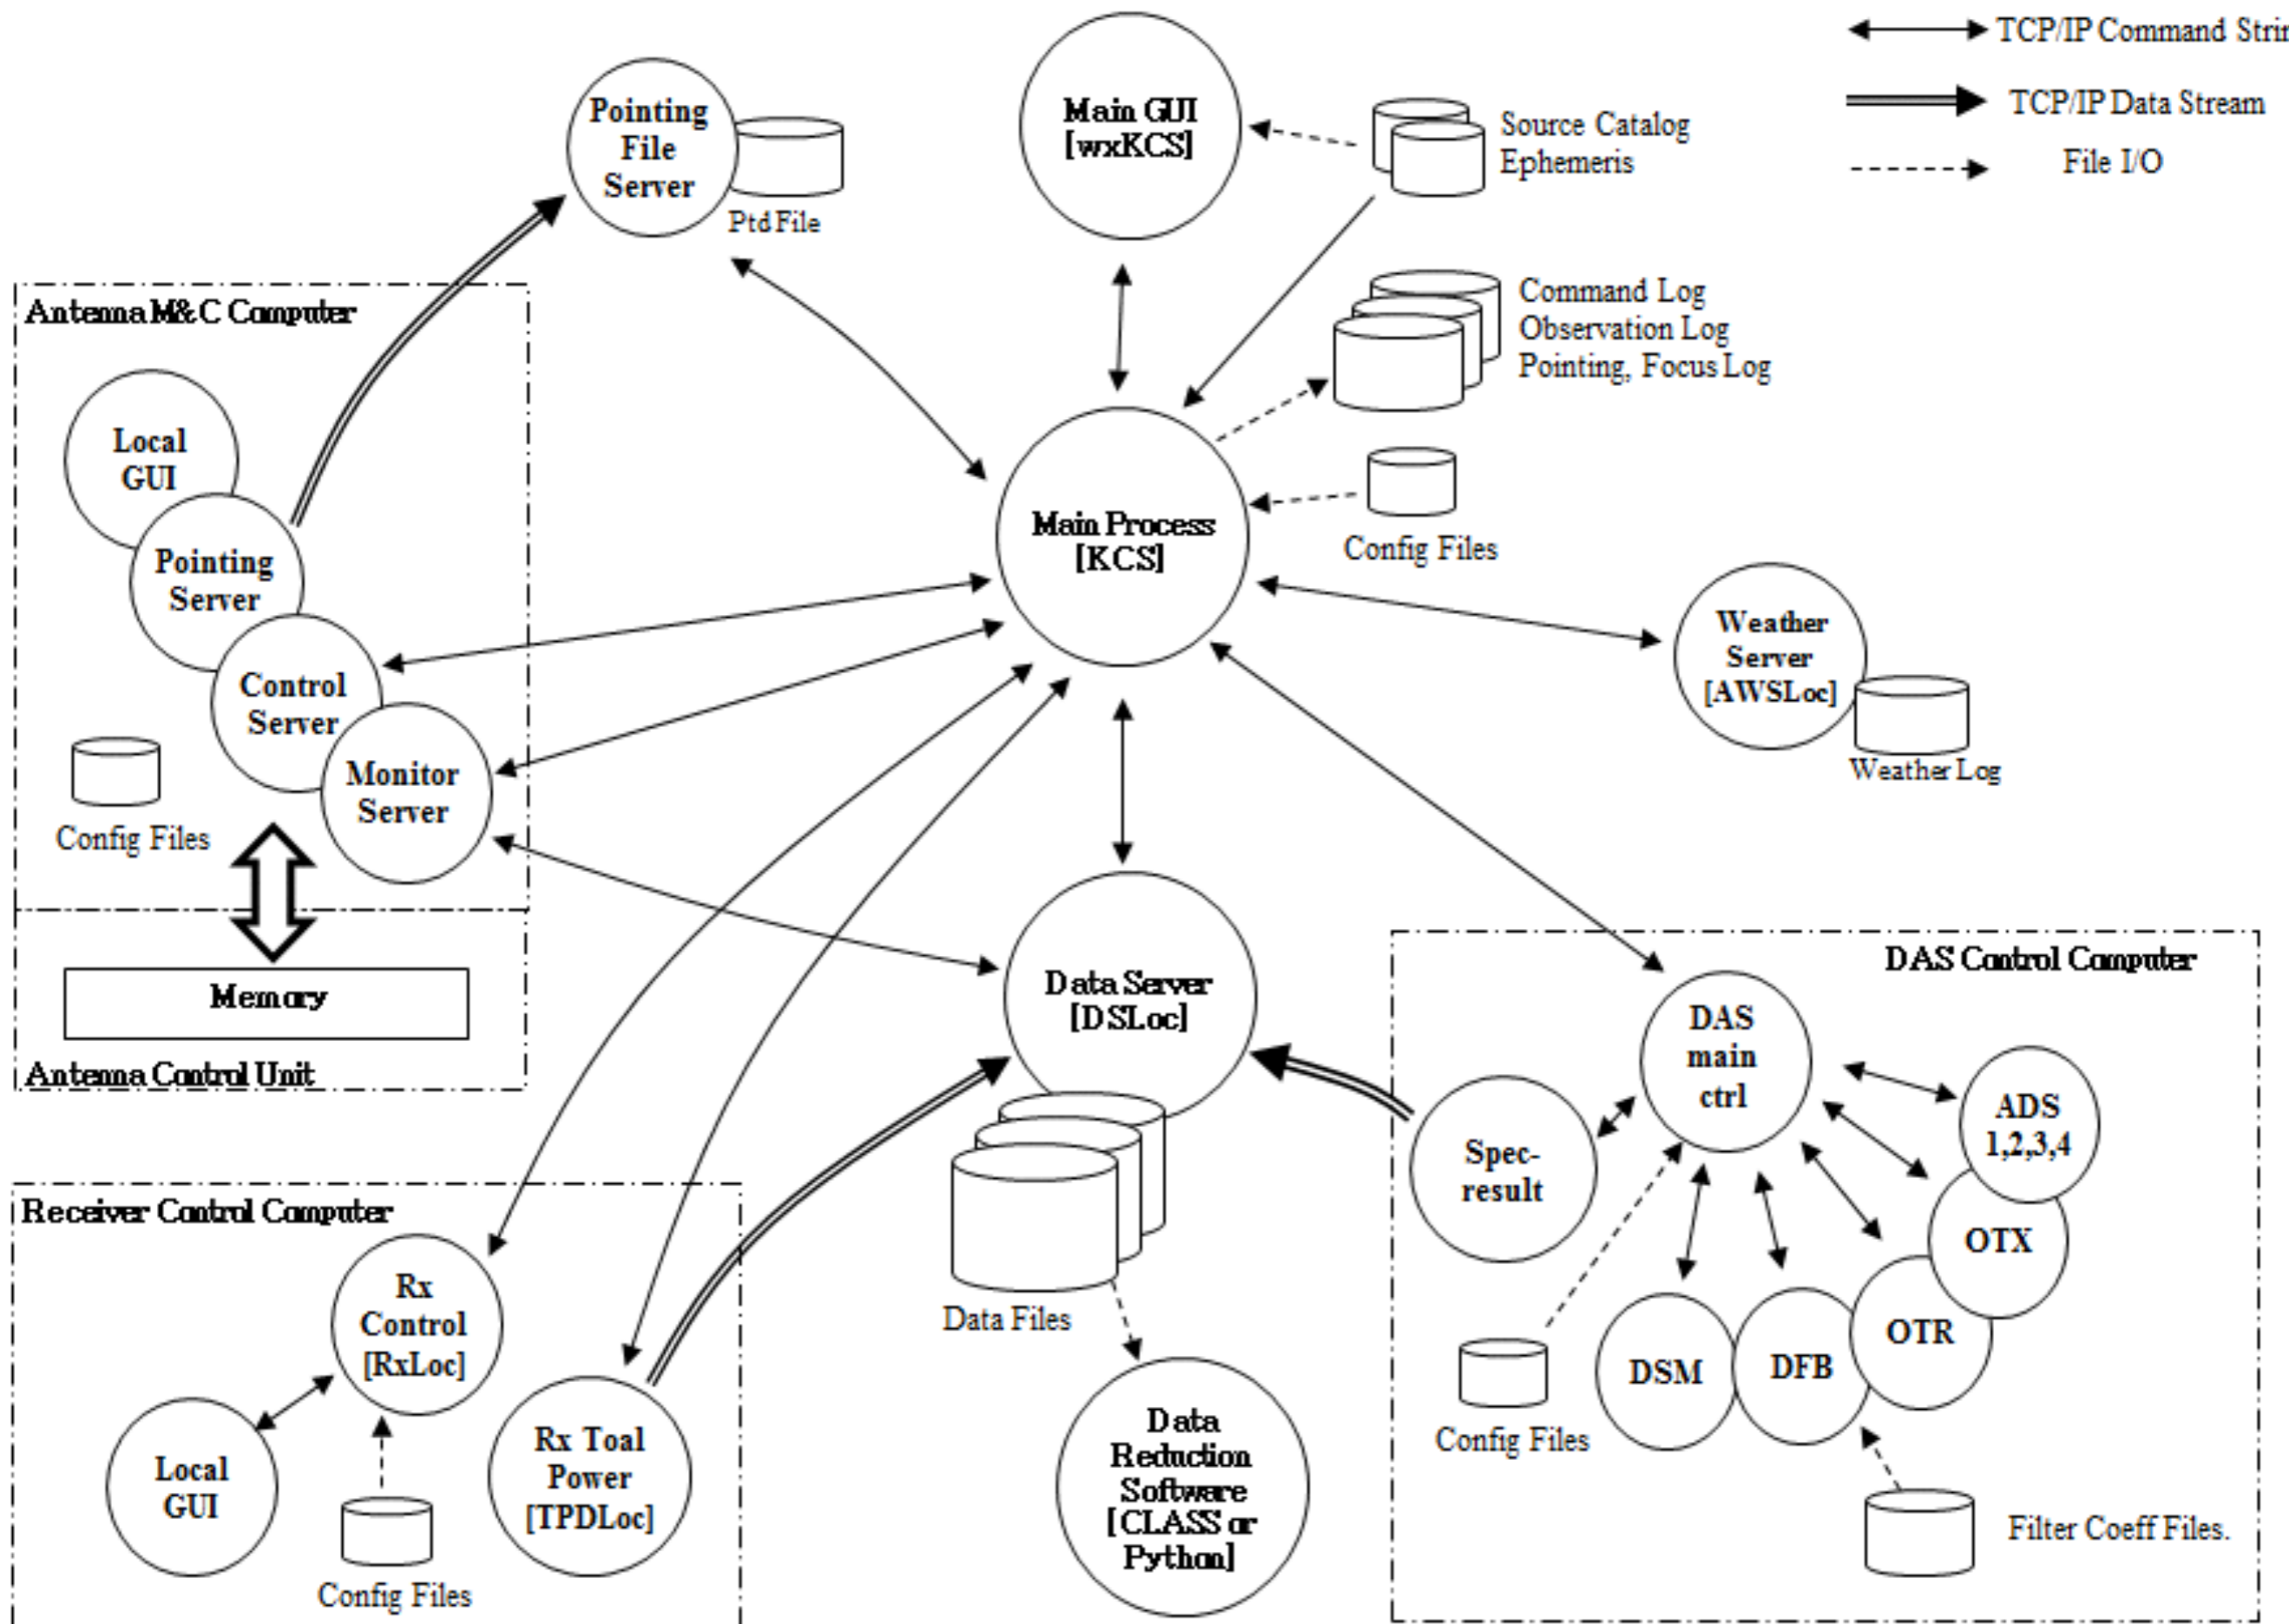 TCP/IP Command Strin
TCP/IP Data Stream
File I/O
Pointing
File
Server
Ptd File
Main GUI
[wxKCS]
Source Catalog
Ephemeris
Command Log
Observation Log
Pointing, Focus Log
Antenna M&C Computer
Local
GUI
Pointing
Server
Control
Server
Monitor
Server
Config Files
Memory
Antenna Control Unit
Main Process
[KCS]
Config Files
Weather
Server
[AWSLoc]
Weather Log
Data Server
[DSLoc]
Data Files
Data
Reduction
Software
[CLASS or
Python]
DAS Control Computer
DAS
main
ctrl
ADS
1,2,3,4
OTX
OTR
DFB
DSM
Spec-
result
Config Files
Filter Coeff Files.
Receiver Control Computer
Rx
Control
[RxLoc]
Local
GUI
Config Files
Rx Toal
Power
[TPDLoc]